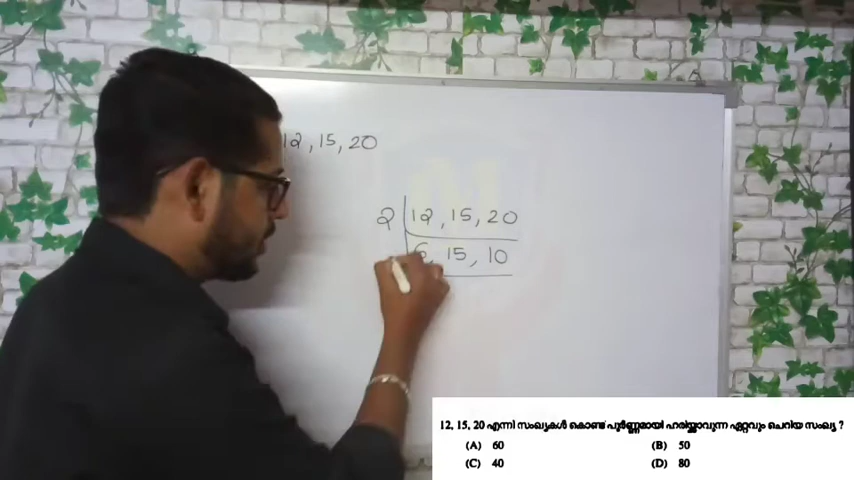 12, 15, 20
2 12, 15, 20
6, 15, 10
12, 15, 20 എന്നി സംഖ്യകൾ കൊണ്ട് പൂർണ്ണമായി ഹരിയ്ക്കാവുന്ന ഏറ്റവും ചെറിയ സംഖ്യ ?
(A) 60 (B) 50
(C) 40 (D) 80